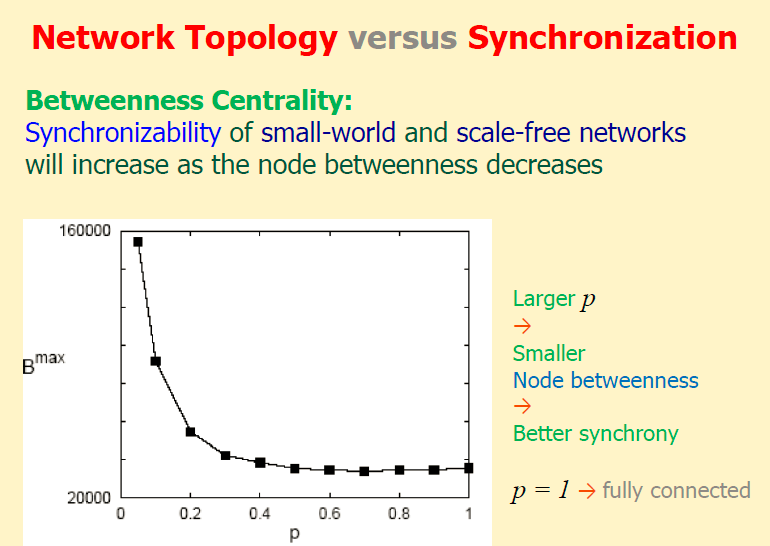 Network Topology versus Synchronization
Betweenness Centrality:
Synchronizability of small-world and scale-free networks
will increase as the node betweenness decreases
160000
Bmax
20000
0 0.2 0.4 0.6 0.8 1
p
Larger p
→
Smaller
Node betweenness
→
Better synchrony
p = 1 → fully connected